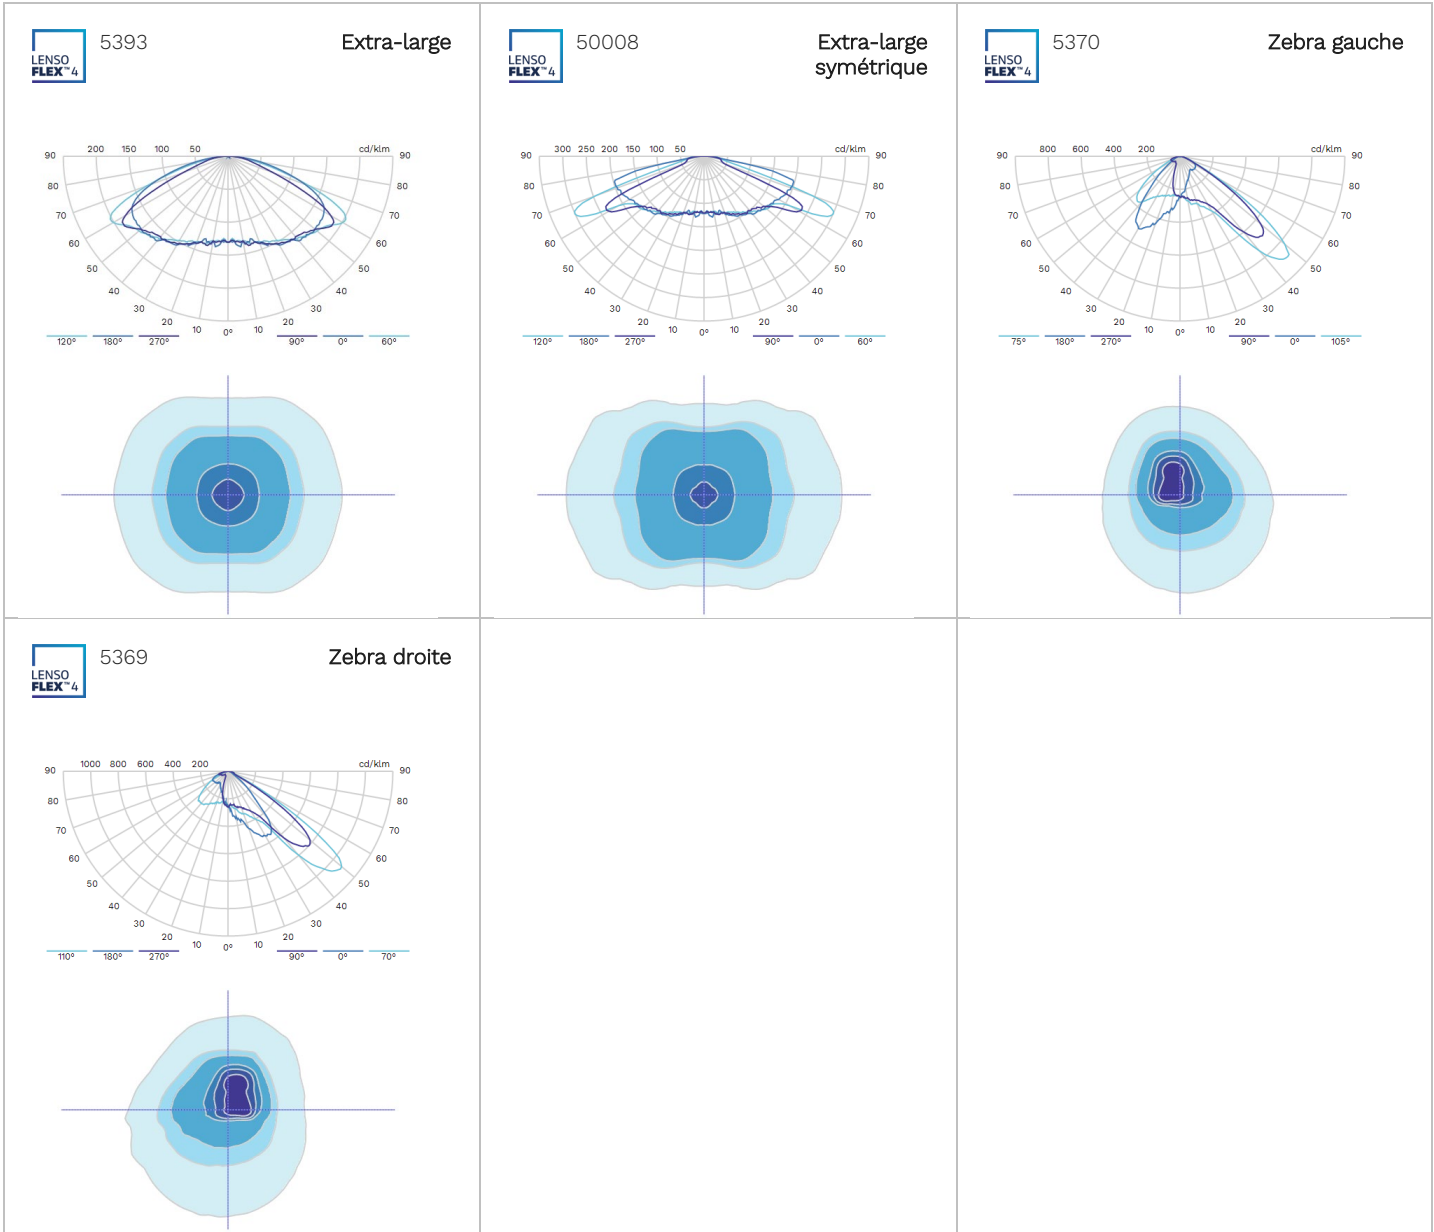 LENSO
FLEX™4
5393
Extra-large
200 150 100 50 cd/klm
90 90
80 80
70 70
60 60
50 50
40 40
30 30
20 10 0° 10 20
120° 180° 270° 90° 0° 60°
LENSO
FLEX™4
50008
Extra-large
symétrique
300 250 200 150 100 50 cd/klm
90 90
80 80
70 70
60 60
50 50
40 40
30 30
20 10 0° 10 20
120° 180° 270° 90° 0° 60°
LENSO
FLEX™4
5370
Zebra gauche
800 600 400 200 cd/klm
90 90
80 80
70 70
60 60
50 50
40 40
30 30
20 10 0° 10 20
75° 180° 270° 90° 0° 105°
LENSO
FLEX™4
5369
Zebra droite
1000 800 600 400 200 cd/klm
90 90
80 80
70 70
60 60
50 50
40 40
30 30
20 10 0° 10 20
110° 180° 270° 90° 0° 70°